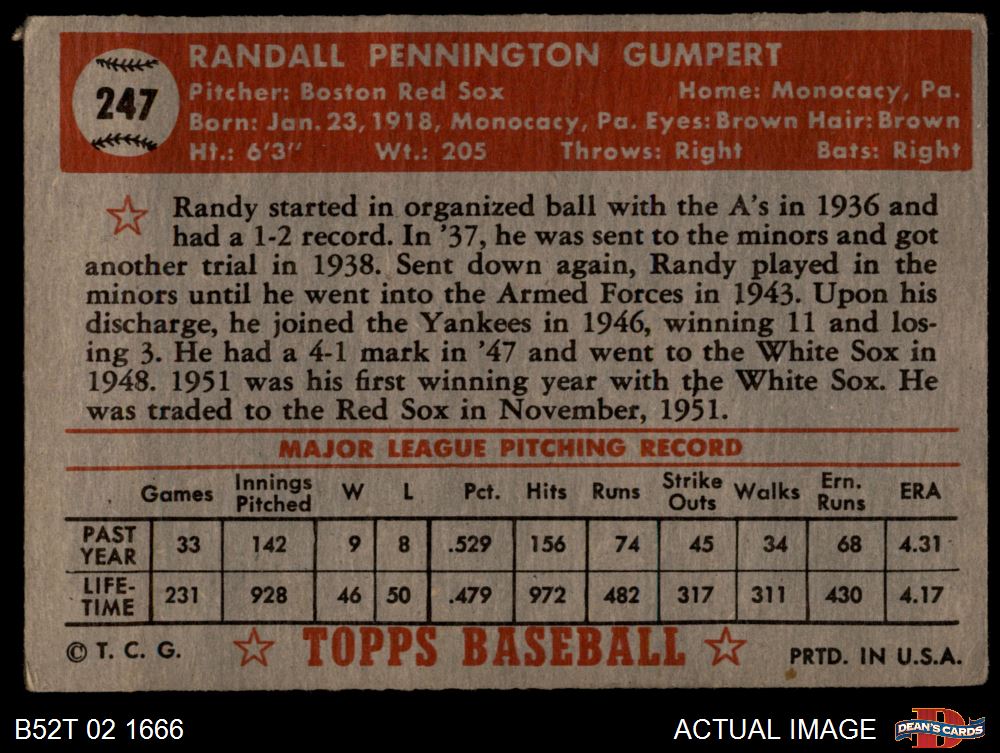 247
RANDALL PENNINGTON GUMPERT
Pitcher: Boston Red Sox Home: Monocacy, Pa.
Born: Jan. 23, 1918, Monocacy, Pa. Eyes: Brown Hair: Brown
Ht.: 6'3" Wt.: 205 Throws: Right Bats: Right
Randy started in organized ball with the A's in 1936 and
had a 1-2 record. In '37, he was sent to the minors and got
another trial in 1938. Sent down again, Randy played in the
minors until he went into the Armed Forces in 1943. Upon his
discharge, he joined the Yankees in 1946, winning 11 and los-
ing 3. He had a 4-1 mark in '47 and went to the White Sox in
1948. 1951 was his first winning year with the White Sox. He
was traded to the Red Sox in November, 1951.
MAJOR LEAGUE PITCHING RECORD
Games Innings Pitched W L Pct. Hits Runs Strike Outs Walks Ern. Runs ERA
PAST YEAR 33 142 9 8 .529 156 74 45 34 68 4.31
LIFE-TIME 231 928 46 50 .479 972 482 317 311 430 4.17
© T. C. G. TOPPS BASEBALL PRTD. IN U.S.A.
B52T 02 1666 ACTUAL IMAGE DEAN'S CARDS